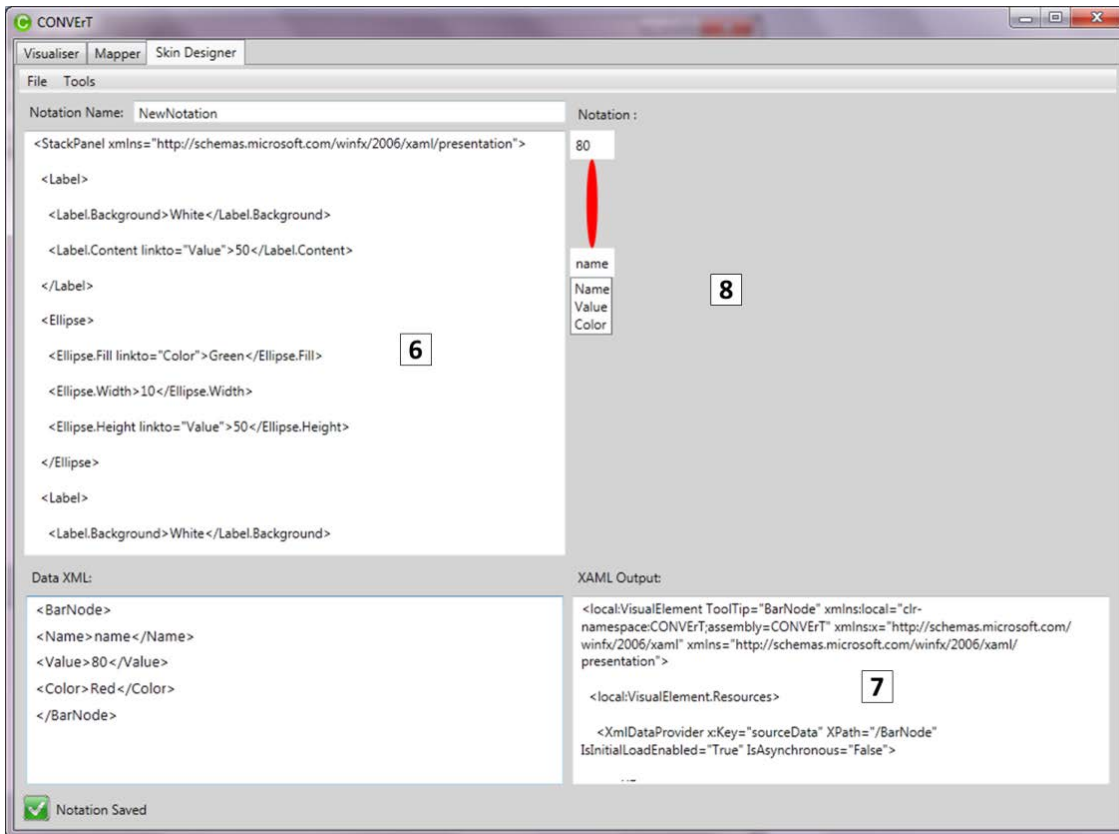 CONVErT
Visualiser Mapper Skin Designer
File Tools
Notation Name: NewNotation
<StackPanel xmlns="http://schemas.microsoft.com/winfx/2006/xaml/presentation">
<Label>
<Label.Background>White</Label.Background>
<Label.Content linkto="Value">50</Label.Content>
</Label>
<Ellipse>
<Ellipse.Fill linkto="Color">Green</Ellipse.Fill>
<Ellipse.Width>10</Ellipse.Width>
<Ellipse.Height linkto="Value">50</Ellipse.Height>
</Ellipse>
<Label>
<Label.Background>White</Label.Background>
6
Notation :
80
name
Name
Value
Color
8
Data XML:
<BarNode>
<Name>name</Name>
<Value>80</Value>
<Color>Red</Color>
</BarNode>
XAML Output:
<local:VisualElement ToolTip="BarNode" xmlns:local="clr-
namespace:CONVErT;assembly=CONVErT" xmlns:x="http://schemas.microsoft.com/
winfx/2006/xaml" xmlns="http://schemas.microsoft.com/winfx/2006/xaml/
presentation">
<local:VisualElement.Resources>
<XmlDataProvider x:Key="sourceData" XPath="/BarNode"
IsInitialLoadEnabled="True" IsAsynchronous="False">
7
Notation Saved